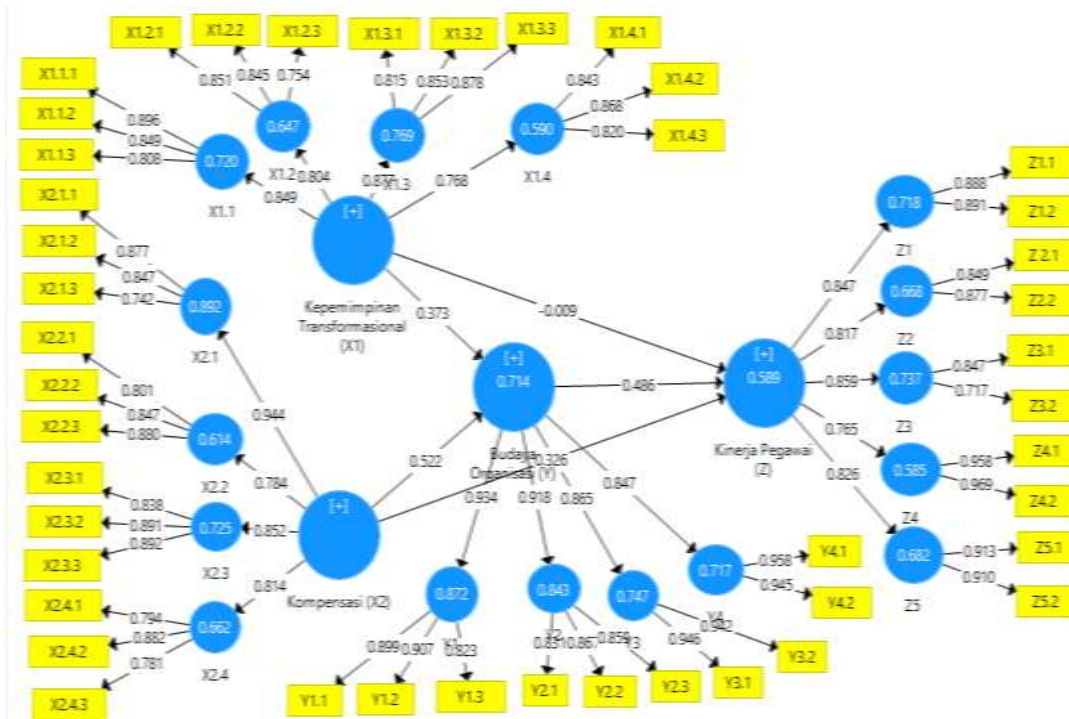 X1.2.1
X1.2.2
X1.2.3
X1.3.1
X1.3.2
X1.3.3
X1.4.1
X1.4.2
X1.4.3
0.851
0.845
0.754
0.815
0.853
0.878
0.843
0.868
0.820
X1.1.1
X1.1.2
X1.1.3
0.896
0.849
0.808
0.720
X1.1
0.647
X1.2
0.769
X1.3
0.590
X1.4
0.849
0.804
0.768
[+]
Kepemimpinan
Transformasional
(X1)
X2.1.1
X2.1.2
X2.1.3
0.877
0.847
0.742
0.892
X2.1
X2.2.1
X2.2.2
X2.2.3
0.801
0.847
0.880
0.614
X2.2
X2.3.1
X2.3.2
X2.3.3
0.838
0.891
0.892
0.725
X2.3
X2.4.1
X2.4.2
X2.4.3
0.794
0.882
0.781
0.662
X2.4
0.944
0.784
0.852
0.814
[+]
Kompensasi (X2)
0.373
-0.009
0.522
0.326
0.486
[+]
0.714
Budaya
Organisasi (Y)
0.934
0.918
0.865
0.847
0.872
Y1
0.843
Y2
0.747
Y3
0.717
Y4
0.899
0.907
0.823
0.867
0.859
0.946
0.958
0.945
Y1.1
Y1.2
Y1.3
Y2.1
Y2.2
Y2.3
Y3.1
Y3.2
Y4.1
Y4.2
[+]
0.589
Kinerja Pegawai
(Z)
0.847
0.817
0.859
0.765
0.826
0.718
Z1
0.668
Z2
0.737
Z3
0.585
Z4
0.682
Z5
0.888
0.891
0.849
0.877
0.847
0.717
0.958
0.969
0.913
0.910
Z1.1
Z1.2
Z 2.1
Z2.2
Z3.1
Z3.2
Z4.1
Z4.2
Z5.1
Z5.2